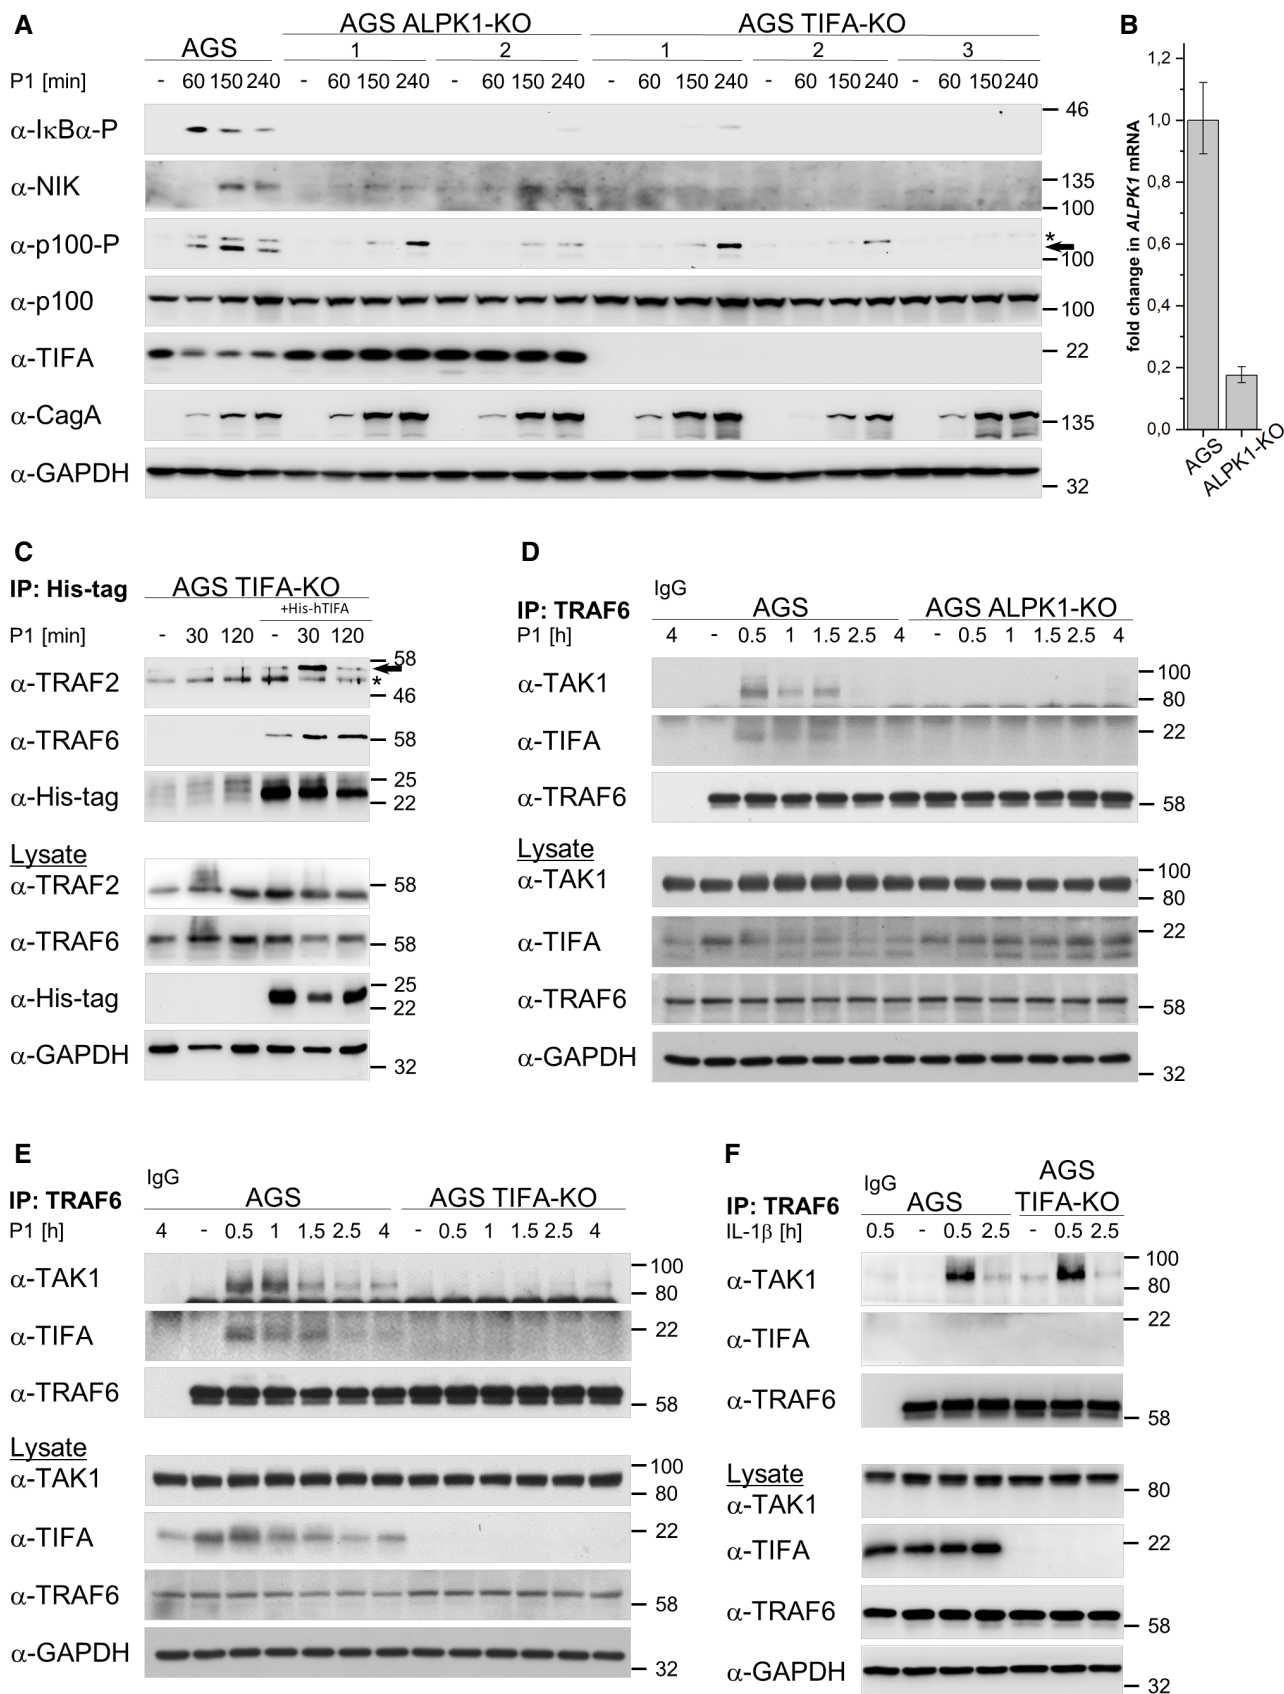 A
AGS ALPK1-KO
AGS TIFA-KO
AGS
1
2
1
2
3
P1 [min]
- 60 150 240 - 60 150 240 - 60 150 240 - 60 150 240 - 60 150 240 - 60 150 240
α-IκBα-P
46
α-NIK
135
100
α-p100-P
*
100
α-p100
100
α-TIFA
22
α-CagA
135
α-GAPDH
32
B
fold change in ALPK1 mRNA
1,2
1,0
0,8
0,6
0,4
0,2
0,0
AGS
ALPK1-KO
C
IP: His-tag
AGS TIFA-KO
+His-hTIFA
P1 [min]
- 30 120 - 30 120
α-TRAF2
58
*
46
α-TRAF6
58
α-His-tag
25
22
Lysate
α-TRAF2
58
α-TRAF6
58
α-His-tag
25
22
α-GAPDH
32
D
IgG
IP: TRAF6
AGS
AGS ALPK1-KO
P1 [h]
4 - 0.5 1 1.5 2.5 4 - 0.5 1 1.5 2.5 4
α-TAK1
100
80
α-TIFA
22
α-TRAF6
58
Lysate
α-TAK1
100
80
α-TIFA
22
α-TRAF6
58
α-GAPDH
32
E
IgG
IP: TRAF6
AGS
AGS TIFA-KO
P1 [h]
4 - 0.5 1 1.5 2.5 4 - 0.5 1 1.5 2.5 4
α-TAK1
100
80
α-TIFA
22
α-TRAF6
58
Lysate
α-TAK1
100
80
α-TIFA
22
α-TRAF6
58
α-GAPDH
32
F
IgG
AGS
IP: TRAF6
AGS
TIFA-KO
IL-1β [h]
0.5 - 0.5 2.5 - 0.5 2.5
α-TAK1
100
80
α-TIFA
22
α-TRAF6
58
Lysate
α-TAK1
80
α-TIFA
22
α-TRAF6
58
α-GAPDH
32